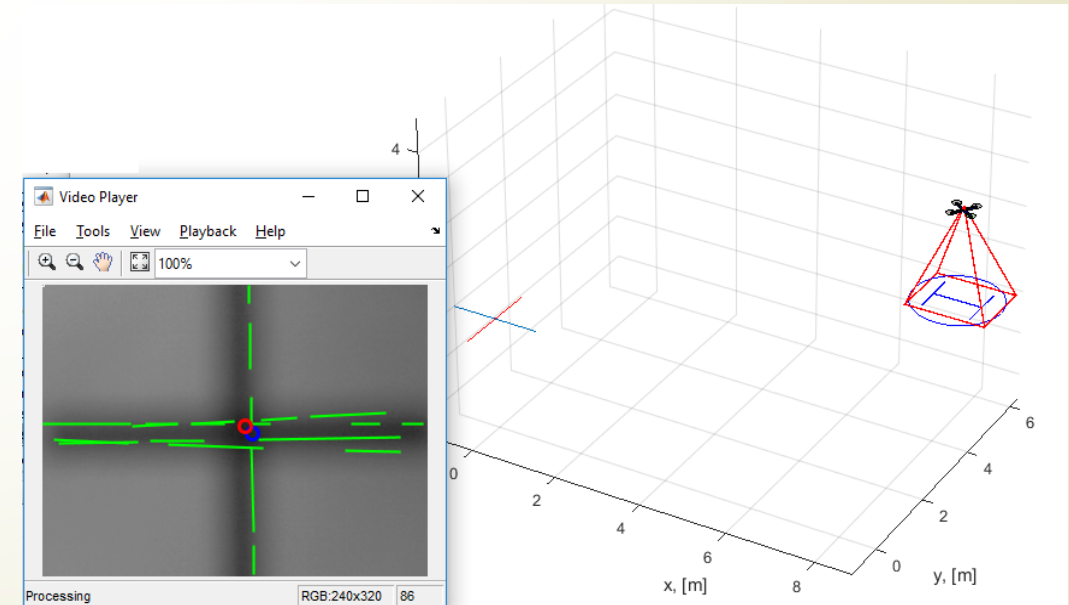 4
Video Player
File Tools View Playback Help
100%
Processing RGB:240x320 86
0
2
4
6
8
x, [m]
0
2
4
6
y, [m]